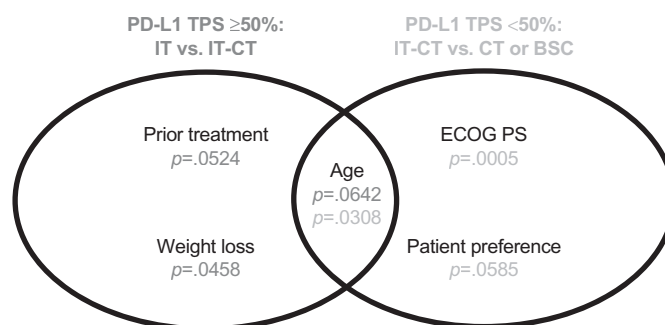 PD-L1 TPS ≥50%:
IT vs. IT-CT
PD-L1 TPS <50%:
IT-CT vs. CT or BSC
Prior treatment
p=.0524
Weight loss
p=.0458
Age
p=.0642
p=.0308
ECOG PS
p=.0005
Patient preference
p=.0585